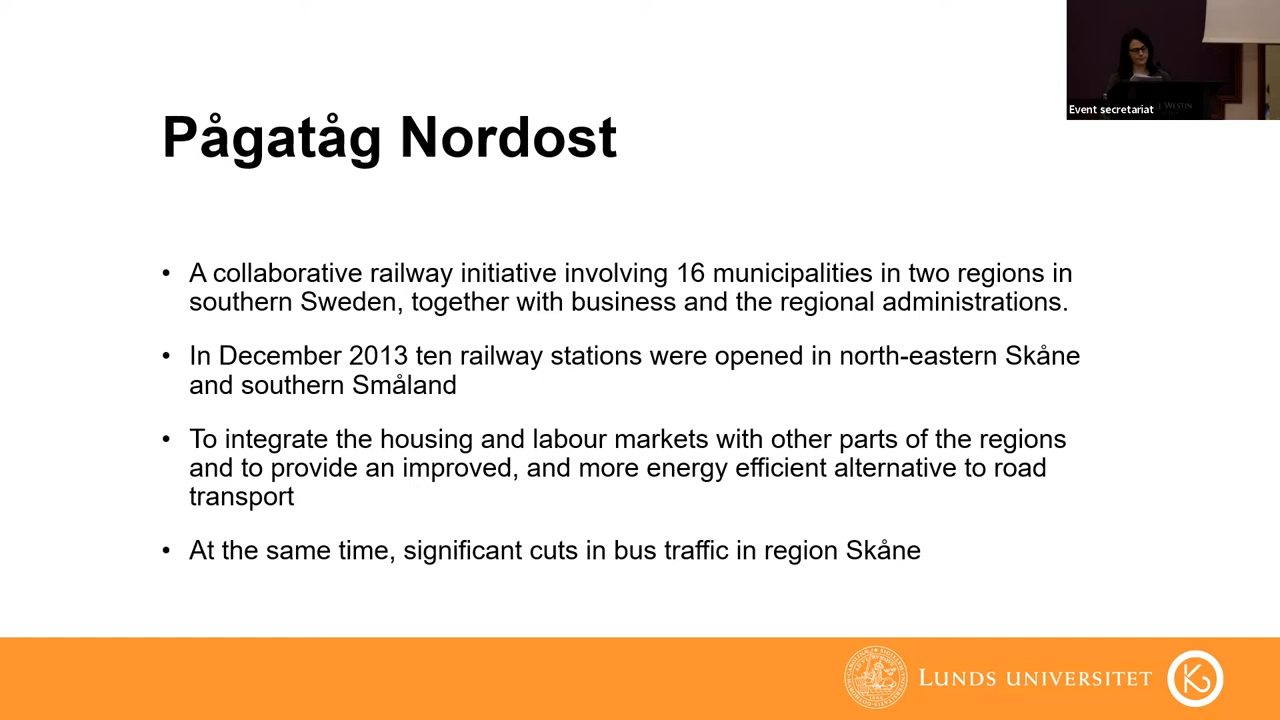 Pågatåg Nordost
• A collaborative railway initiative involving 16 municipalities in two regions in
southern Sweden, together with business and the regional administrations.
• In December 2013 ten railway stations were opened in north-eastern Skåne
and southern Småland
• To integrate the housing and labour markets with other parts of the regions
and to provide an improved, and more energy efficient alternative to road
transport
• At the same time, significant cuts in bus traffic in region Skåne
Event secretariat
WESTIN
LUNDS UNIVERSITET